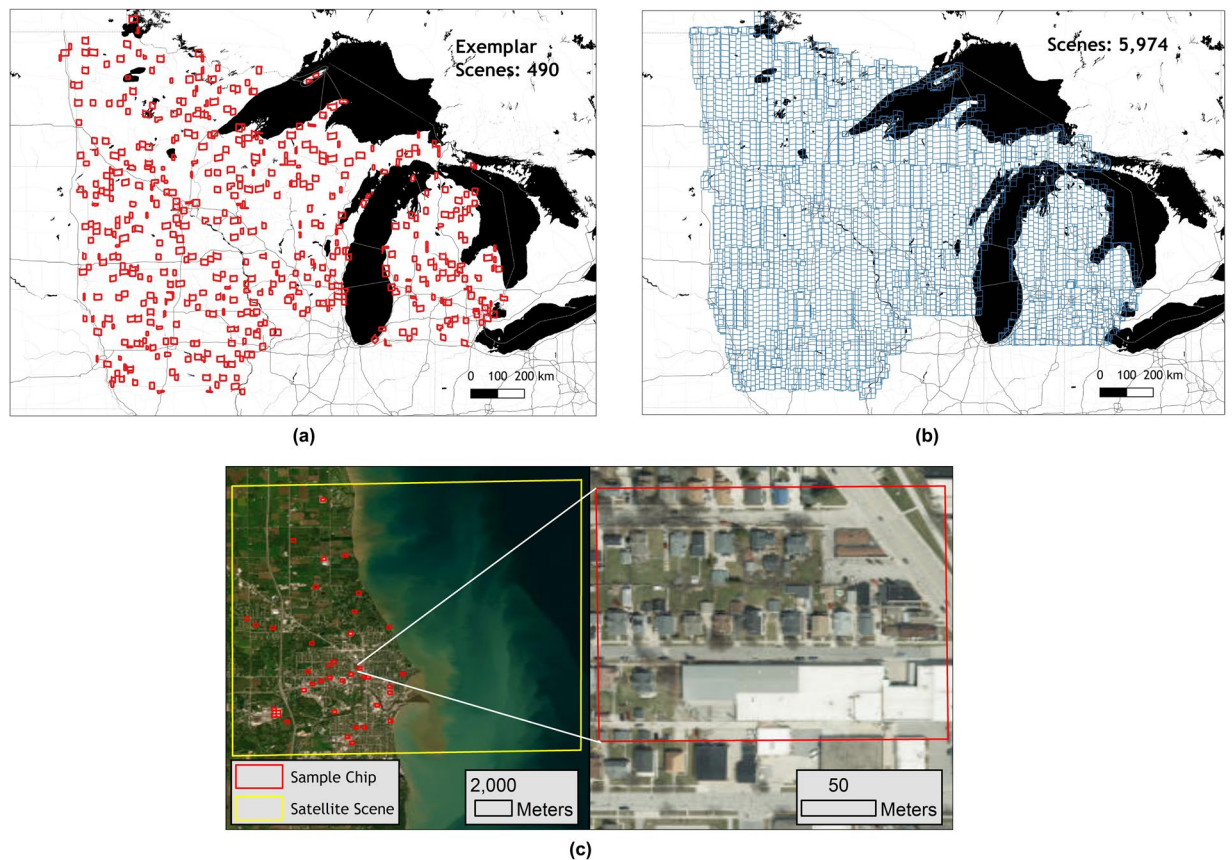 Exemplar
Scenes: 490
0 100 200 km
(a)
Scenes: 5,974
0 100 200 km
(b)
Sample Chip
Satellite Scene
2,000
Meters
50
Meters
(c)